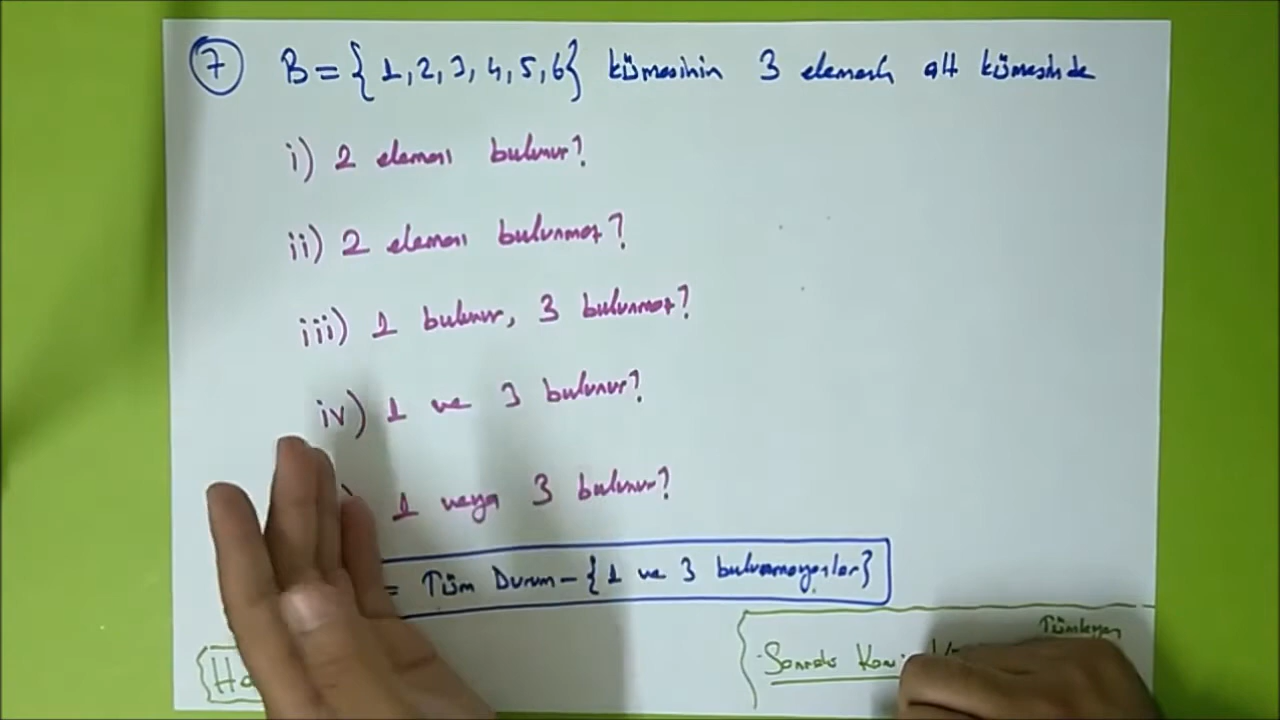 7 B = {1, 2, 3, 4, 5, 6} kümesinin 3 elemanlı alt kümesinde
i) 2 elemanı bulunur?
ii) 2 elemanı bulunmaz?
iii) 1 bulunur, 3 bulunmaz?
iv) 1 ve 3 bulunur?
) 1 veya 3 bulunur?
= Tüm Durum - {1 ve 3 bulunmayanlar}
Tümleyen
Sonraki Konu: